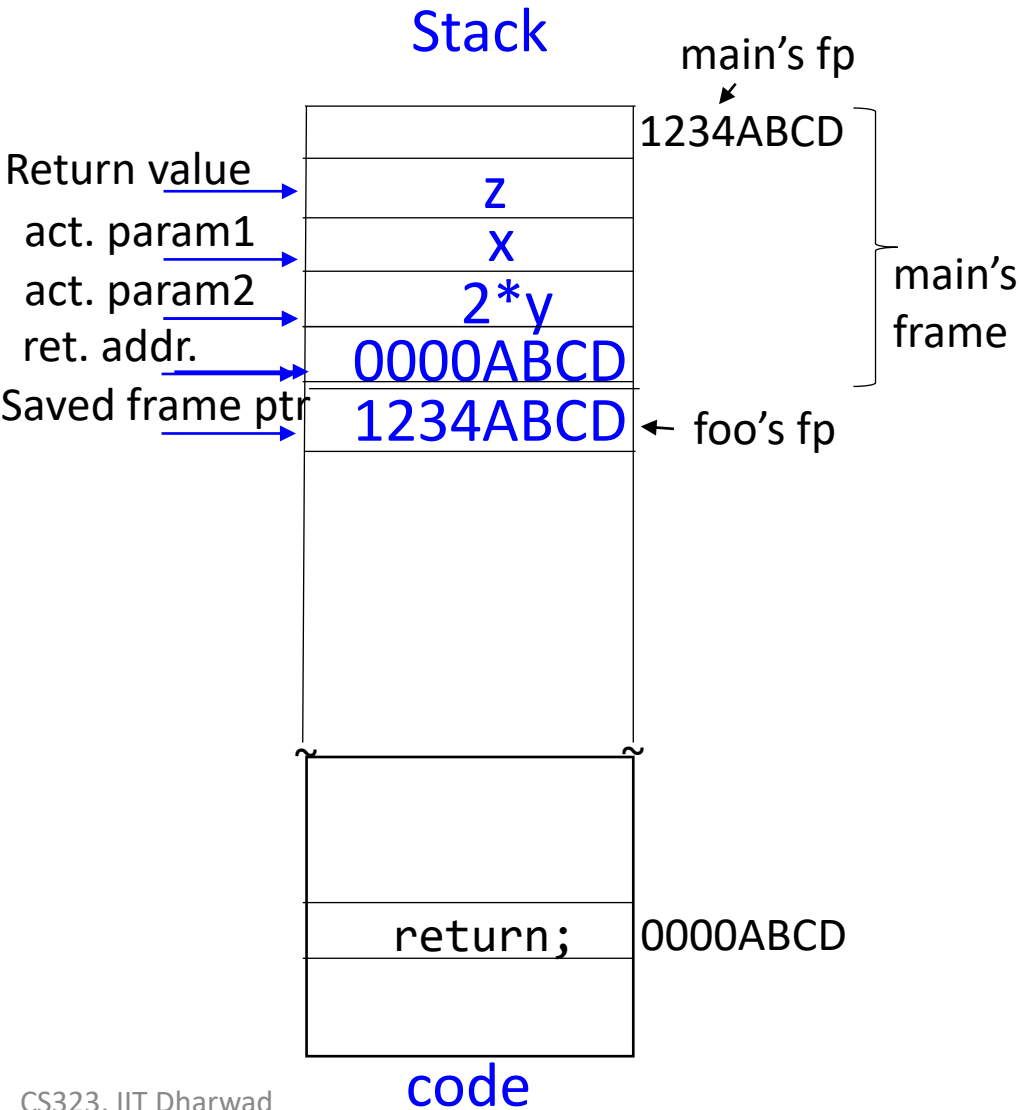 Stack
main's fp
1234ABCD
Return value
z
act. param1
x
act. param2
2*y
main's
frame
ret. addr.
0000ABCD
Saved frame ptr
1234ABCD
foo's fp
~ ~
return;
0000ABCD
code
CS323, IIT Dharwad